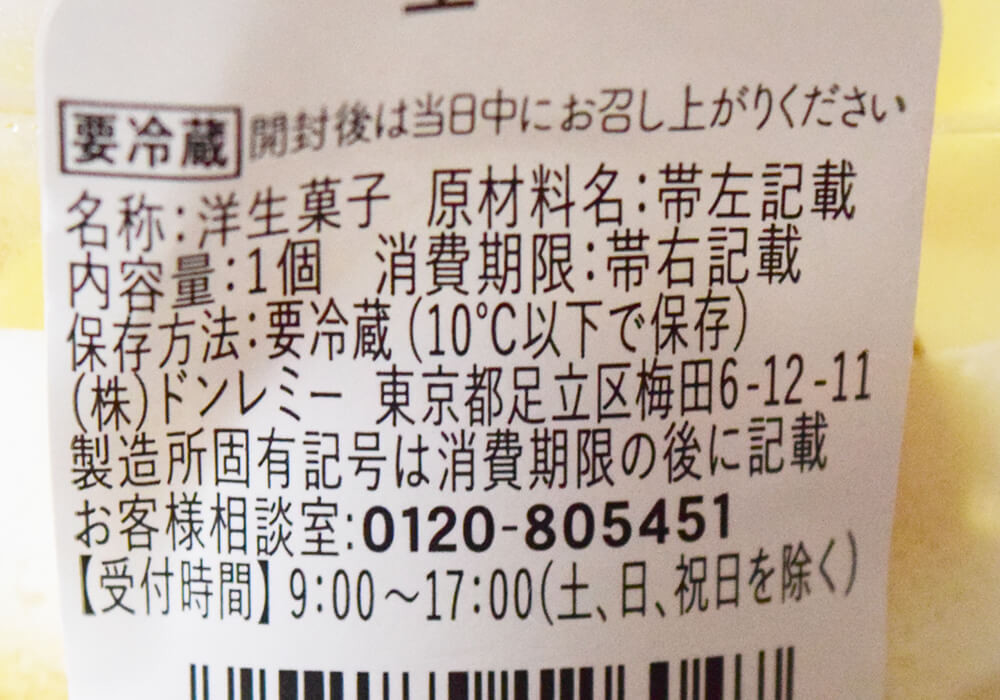 要冷蔵 開封後は当日中にお召し上がりください
名称:洋生菓子 原材料名:帯左記載
内容量:1個 消費期限:帯右記載
保存方法:要冷蔵(10℃以下で保存)
(株)ドンレミー 東京都足立区梅田6-12-11
製造所固有記号は消費期限の後に記載
お客様相談室:0120-805451
【受付時間】9:00～17:00(土、日、祝日を除く)